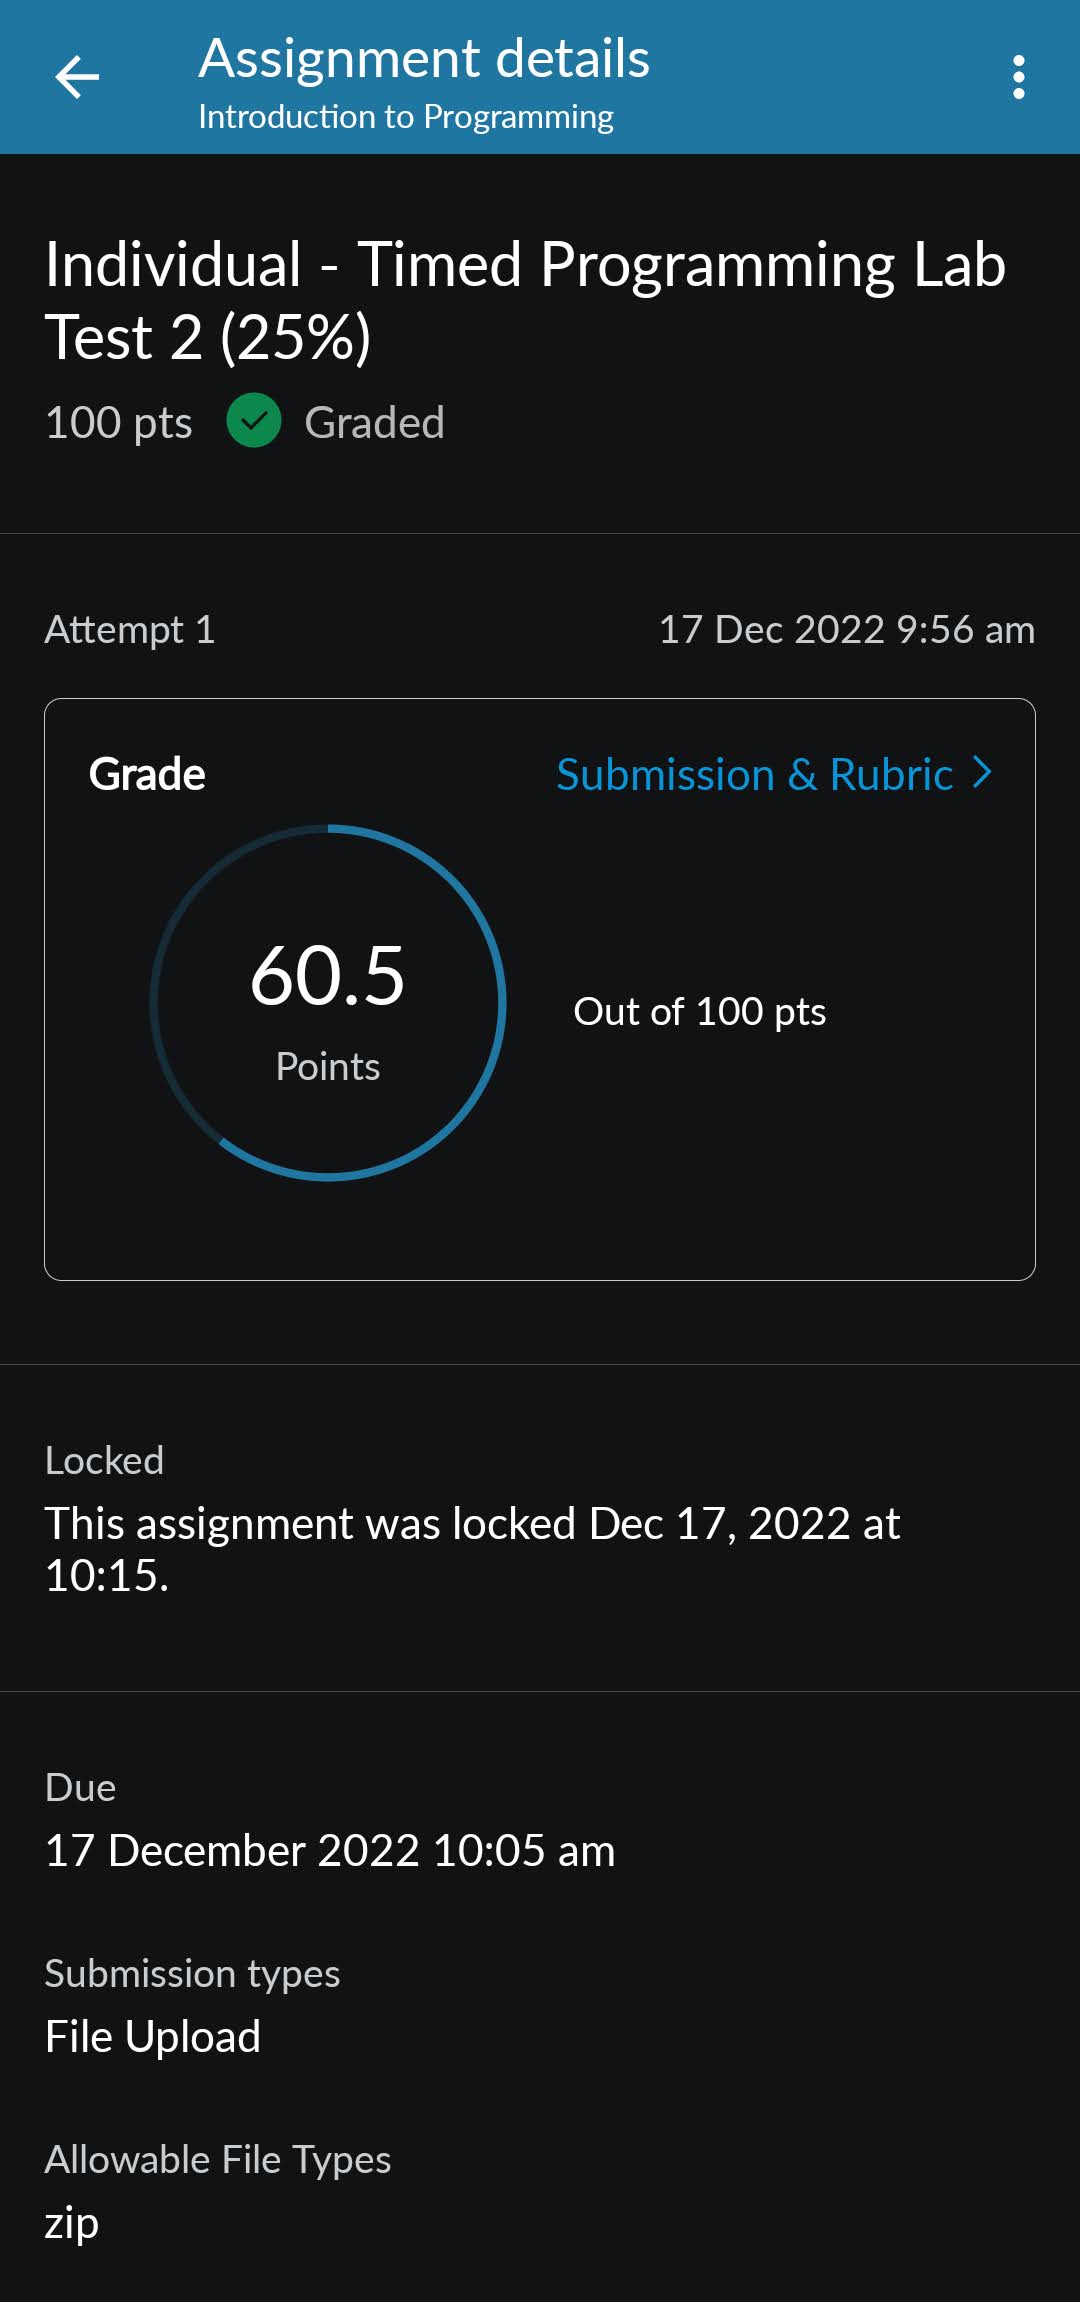 Assignment details
Introduction to Programming
Individual - Timed Programming Lab
Test 2 (25%)
100 pts Graded
Attempt 1 17 Dec 2022 9:56 am
Grade Submission & Rubric
60.5
Points
Out of 100 pts
Locked
This assignment was locked Dec 17, 2022 at
10:15.
Due
17 December 2022 10:05 am
Submission types
File Upload
Allowable File Types
zip